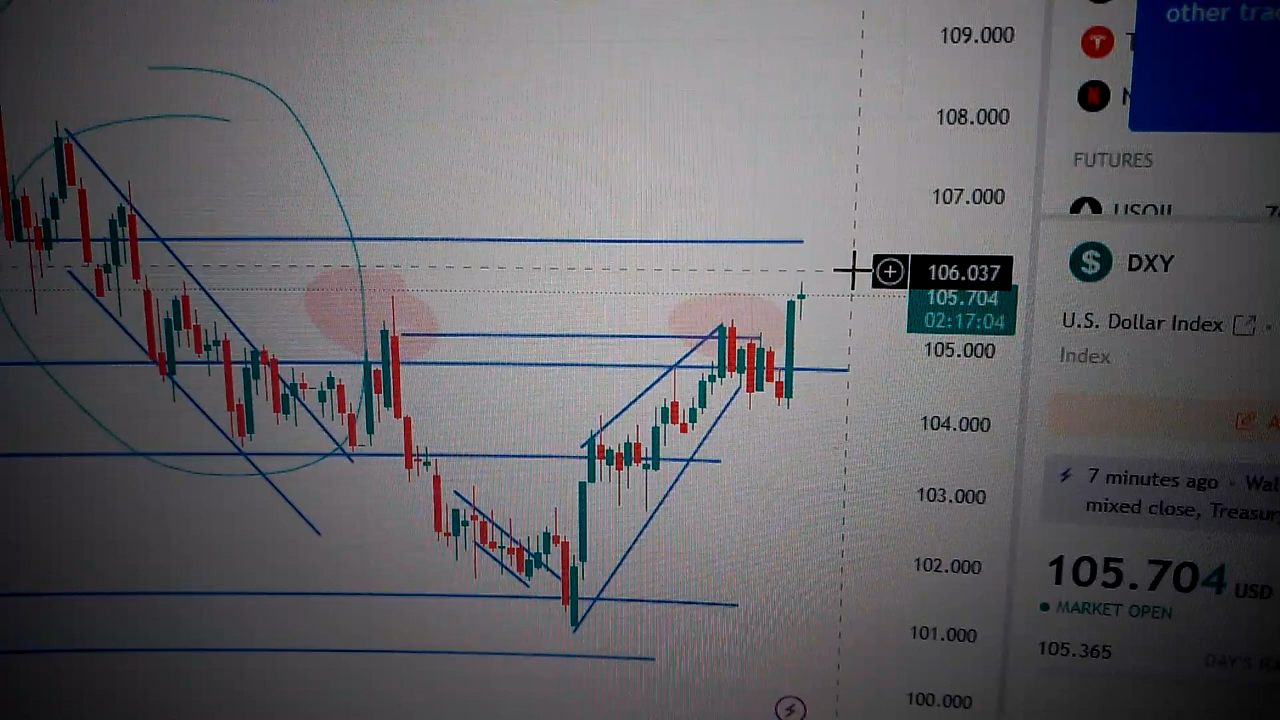 109.000
108.000
107.000
106.037
105.704
02:17:04
105.000
104.000
103.000
102.000
101.000
100.000
other
FUTURES
USOIL
DXY
U.S. Dollar Index
Index
7 minutes ago ·
mixed close,
105.704 USD
MARKET OPEN
105.365
DAY'S